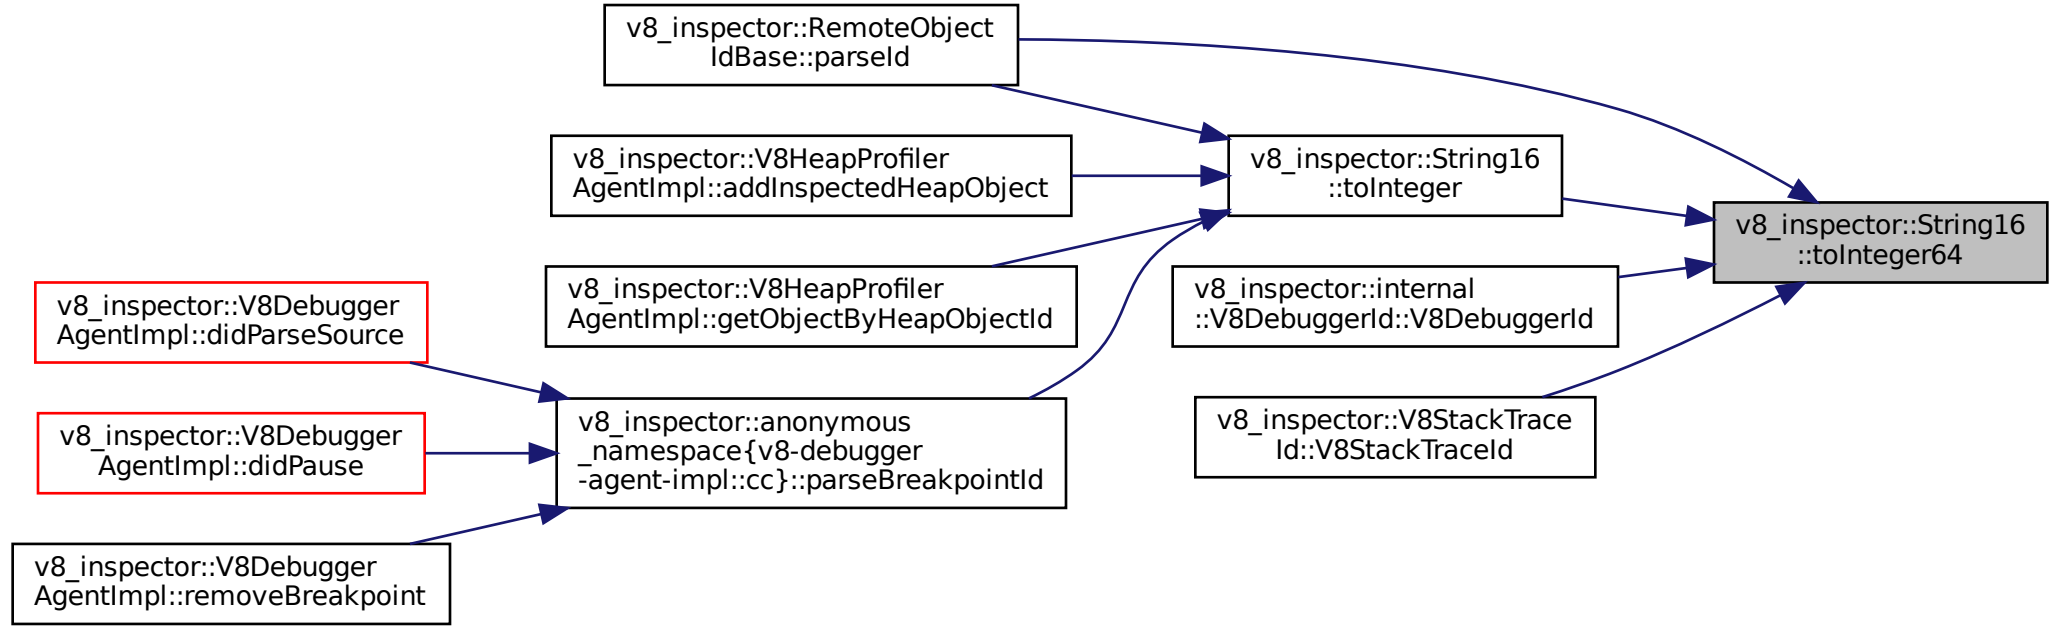 v8_inspector::RemoteObject
IdBase::parseId
v8_inspector::V8HeapProfiler
AgentImpl::addInspectedHeapObject
v8_inspector::String16
::toInteger
v8_inspector::String16
::toInteger64
v8_inspector::V8HeapProfiler
AgentImpl::getObjectByHeapObjectId
v8_inspector::internal
::V8DebuggerId::V8DebuggerId
v8_inspector::V8Debugger
AgentImpl::didParseSource
v8_inspector::anonymous
_namespace{v8-debugger
-agent-impl::cc}::parseBreakpointId
v8_inspector::V8StackTrace
Id::V8StackTraceId
v8_inspector::V8Debugger
AgentImpl::didPause
v8_inspector::V8Debugger
AgentImpl::removeBreakpoint